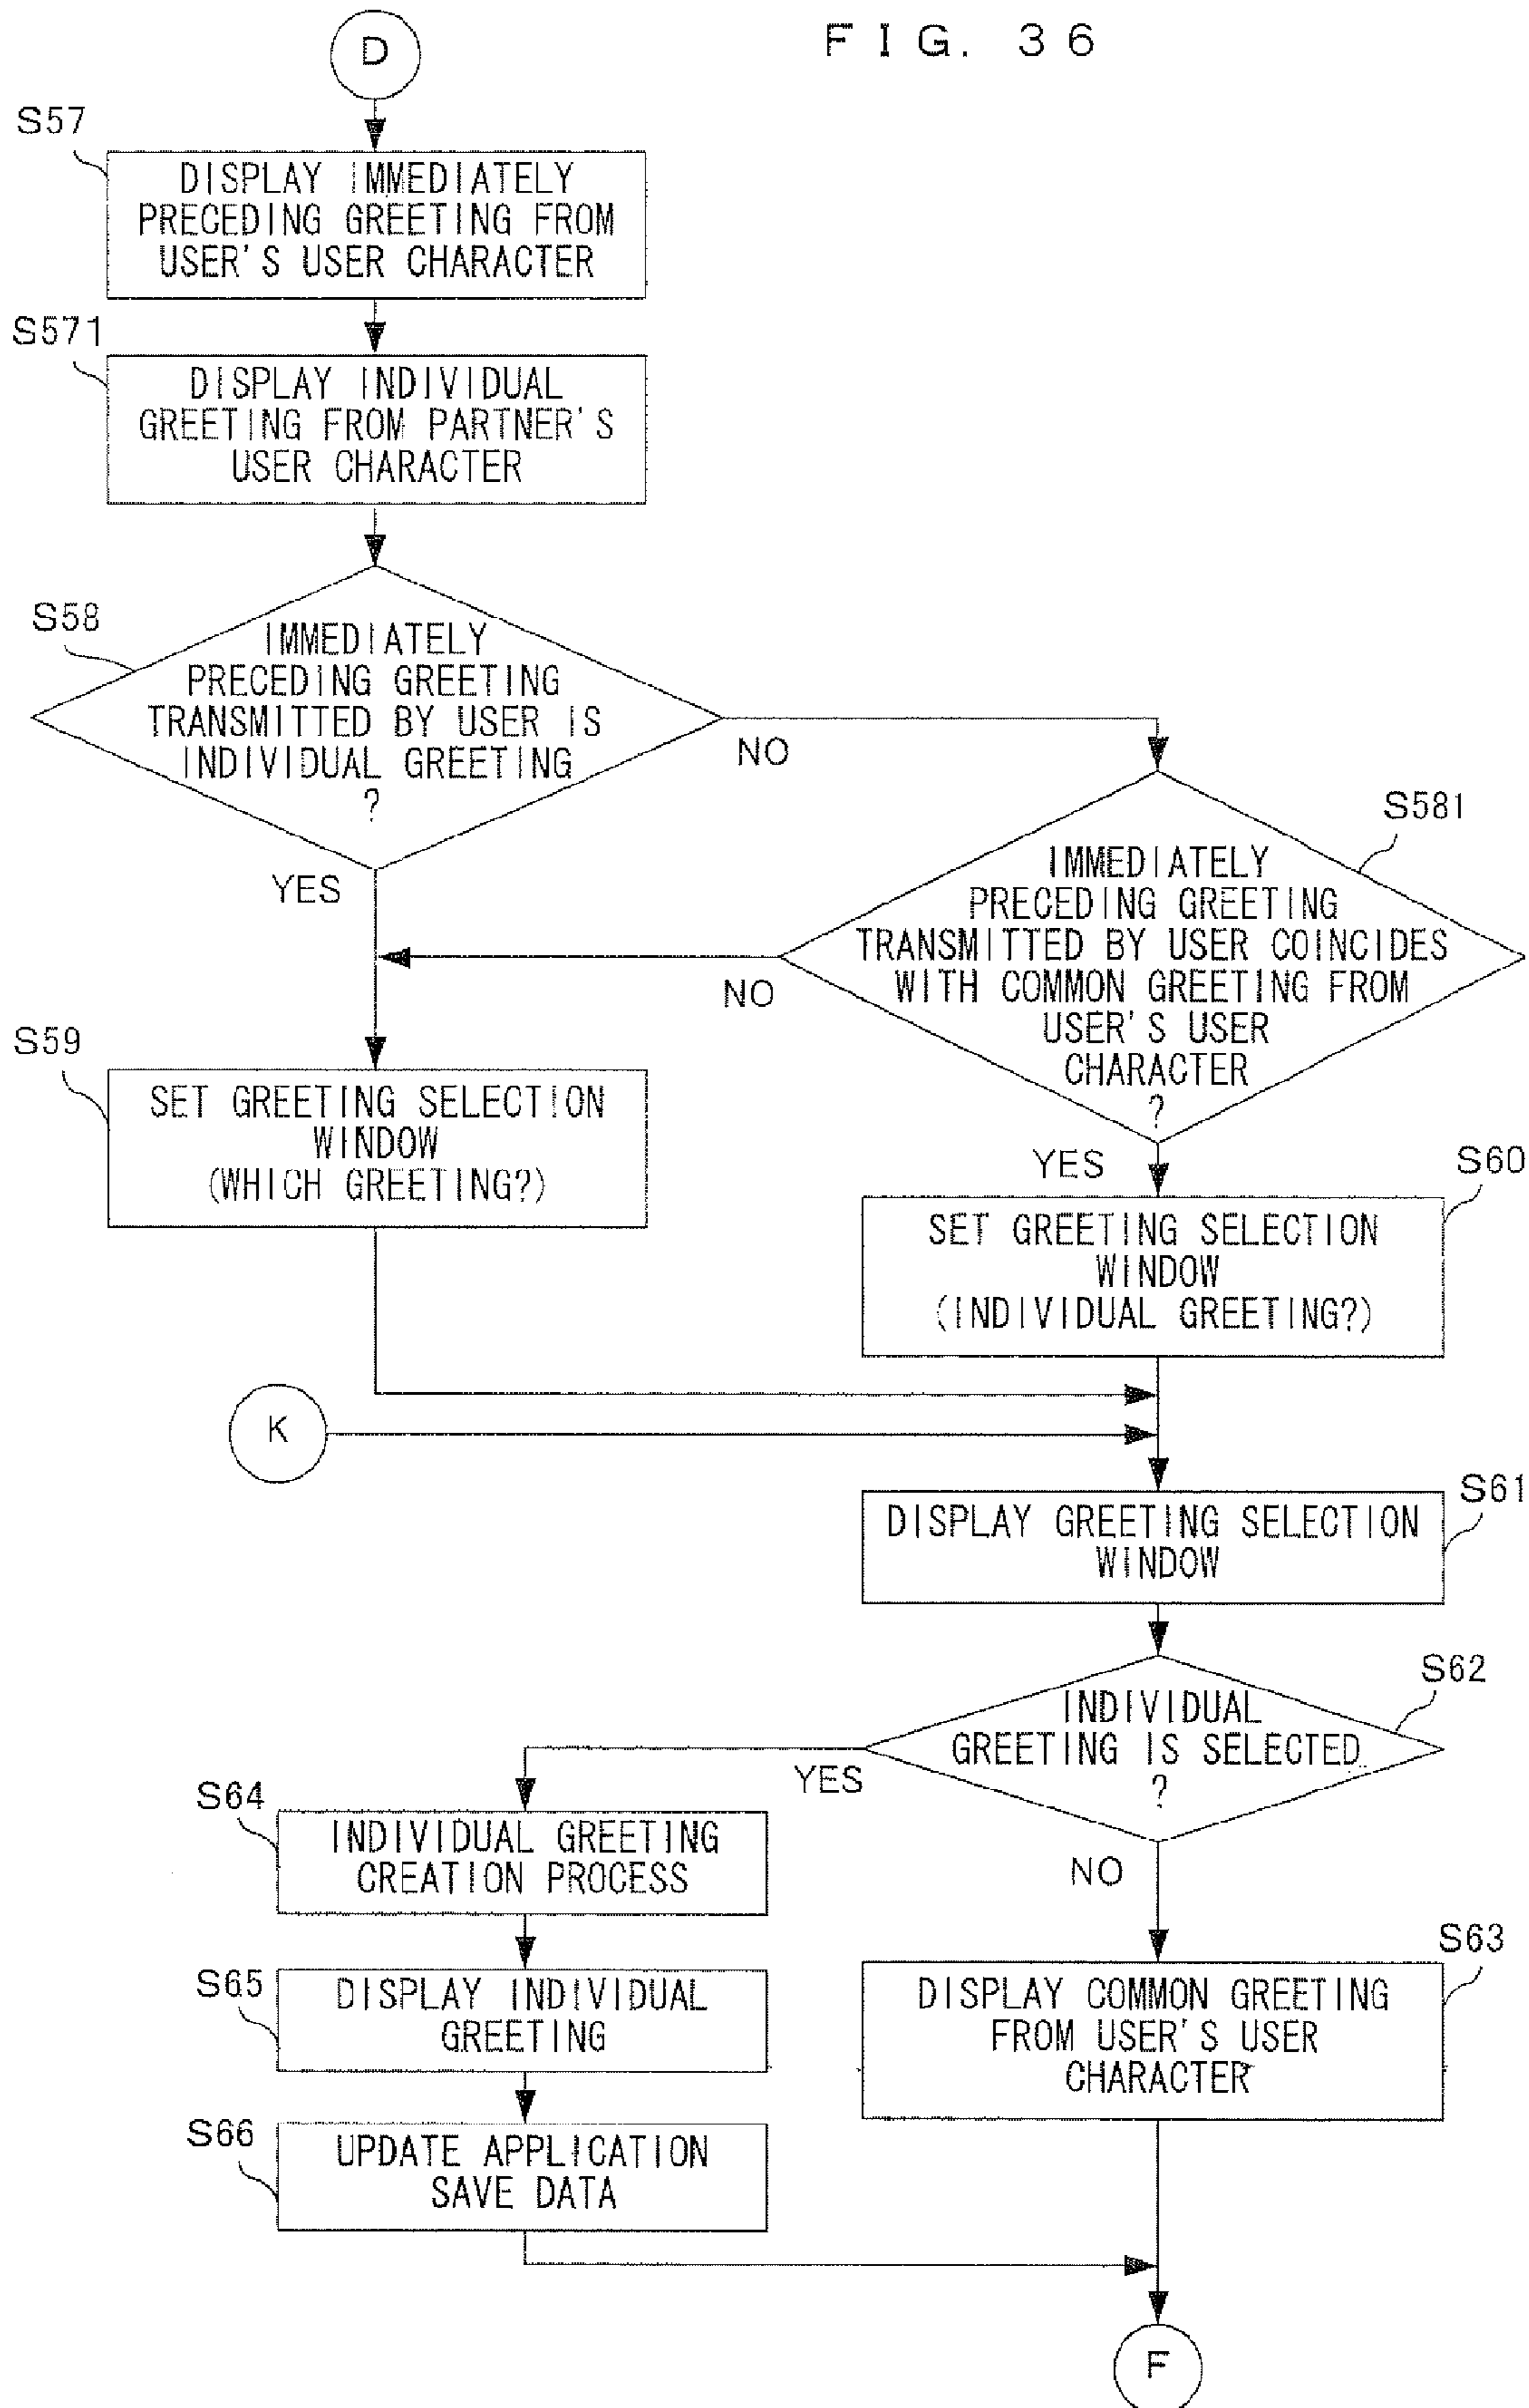 FIG. 36
D
S57
DISPLAY IMMEDIATELY
PRECEDING GREETING FROM
USER'S USER CHARACTER
S571
DISPLAY INDIVIDUAL
GREETING FROM PARTNER'S
USER CHARACTER
S58
IMMEDIATELY
PRECEDING GREETING
TRANSMITTED BY USER IS
INDIVIDUAL GREETING
?
NO
YES
S581
IMMEDIATELY
PRECEDING GREETING
TRANSMITTED BY USER COINCIDES
WITH COMMON GREETING FROM
USER'S USER
CHARACTER
?
NO
YES
S59
SET GREETING SELECTION
WINDOW
(WHICH GREETING?)
S60
SET GREETING SELECTION
WINDOW
(INDIVIDUAL GREETING?)
K
S61
DISPLAY GREETING SELECTION
WINDOW
S62
INDIVIDUAL
GREETING IS SELECTED
?
YES
NO
S64
INDIVIDUAL GREETING
CREATION PROCESS
S65
DISPLAY INDIVIDUAL
GREETING
S66
UPDATE APPLICATION
SAVE DATA
S63
DISPLAY COMMON GREETING
FROM USER'S USER
CHARACTER
F